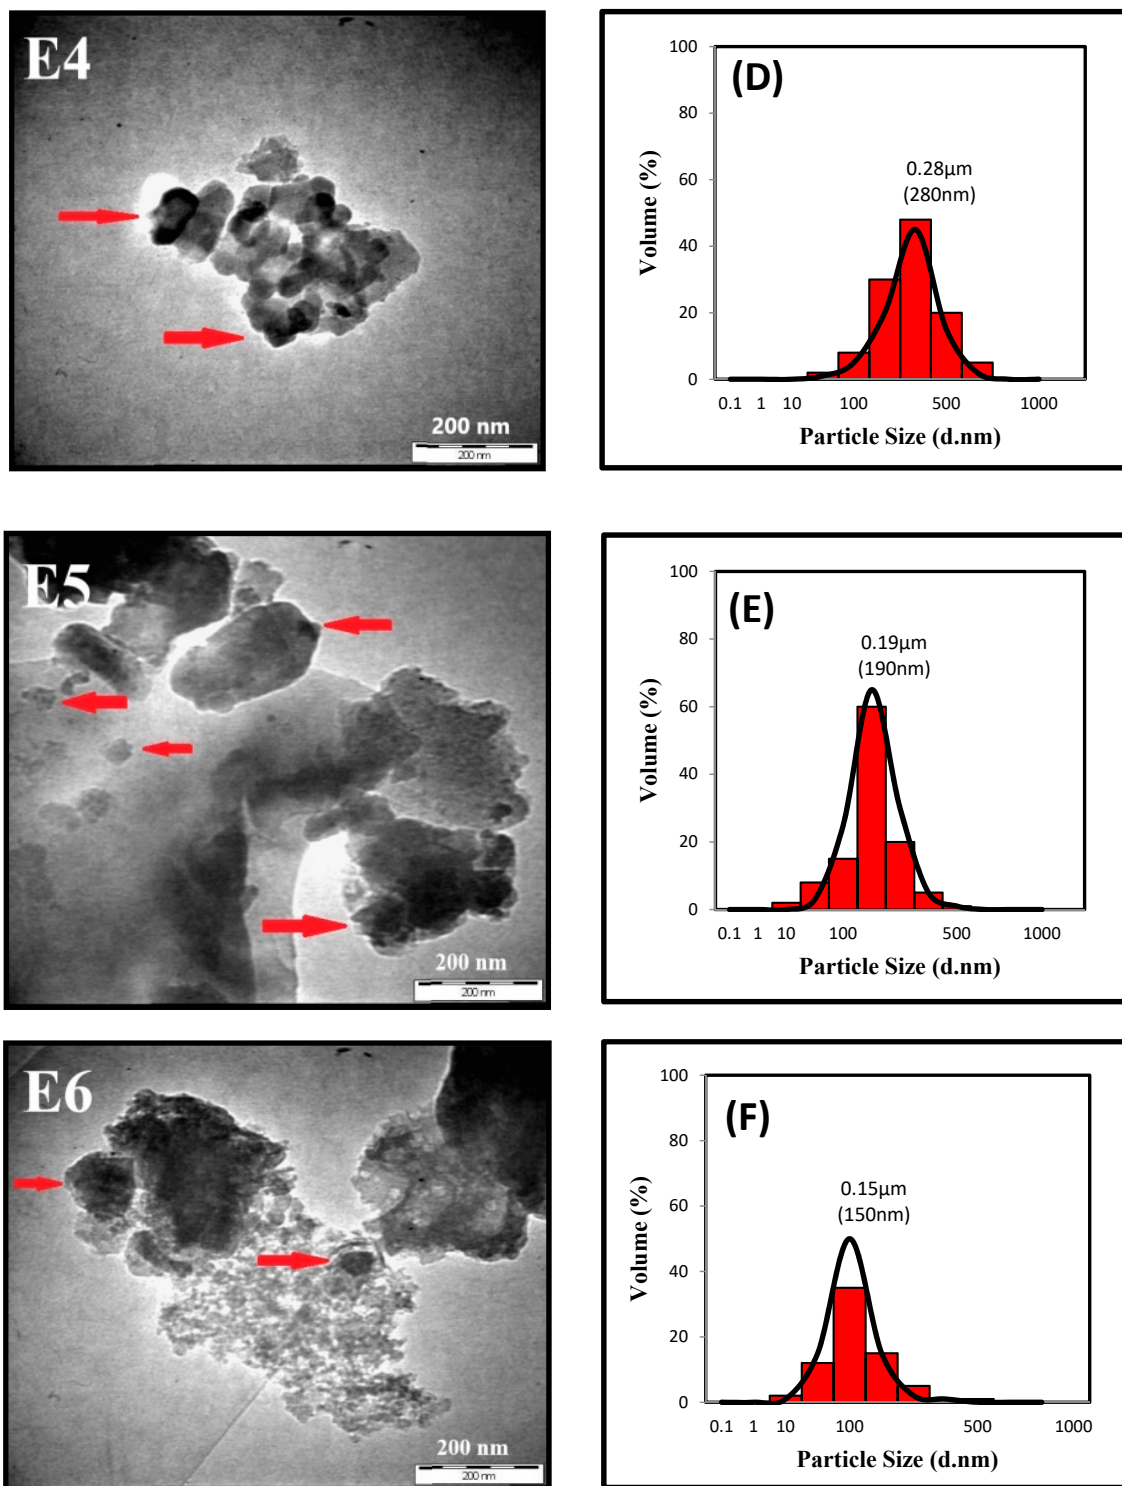 E4
200 nm
200 nm
(D)
0.28µm
(280nm)
100
80
60
40
20
0
Volume (%)
0.1 1 10 100 500 1000
Particle Size (d.nm)
E5
200 nm
200 nm
(E)
0.19µm
(190nm)
100
80
60
40
20
0
Volume (%)
0.1 1 10 100 500 1000
Particle Size (d.nm)
E6
200 nm
200 nm
(F)
0.15µm
(150nm)
100
80
60
40
20
0
Volume (%)
0.1 1 10 100 500 1000
Particle Size (d.nm)